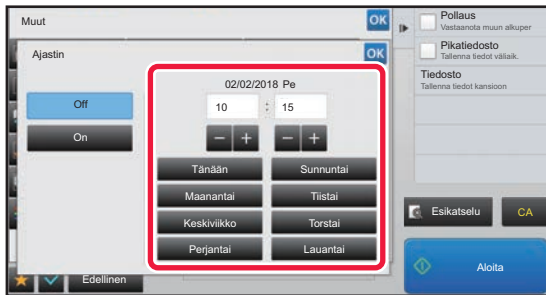 Muut
OK
Ajastin
OK
02/02/2018 Pe
Off
10 : 15
On
− + − +
Tänään Sunnuntai
Maanantai Tiistai
Keskiviikko Torstai
Perjantai Lauantai
Edellinen
Pollaus
Vastaanota muun alkuper
Pikatiedosto
Tallenna tiedot väliaik.
Tiedosto
Tallenna tiedot kansioon
Esikatselu
CA
Aloita